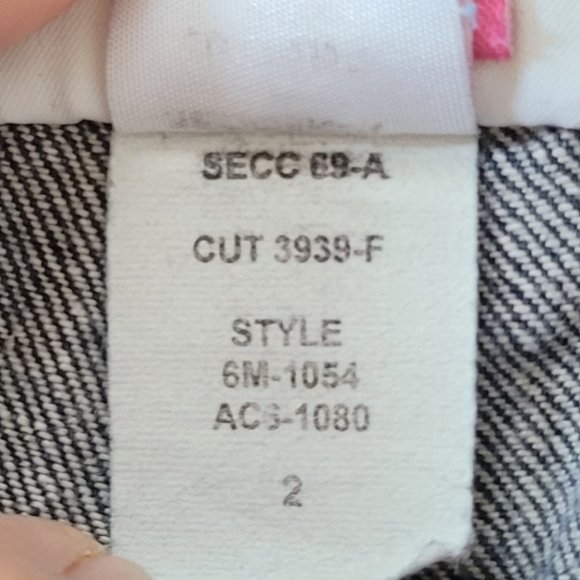 SECC 69-A
CUT 3939-F
STYLE
6M-1054
AC6-1080
2